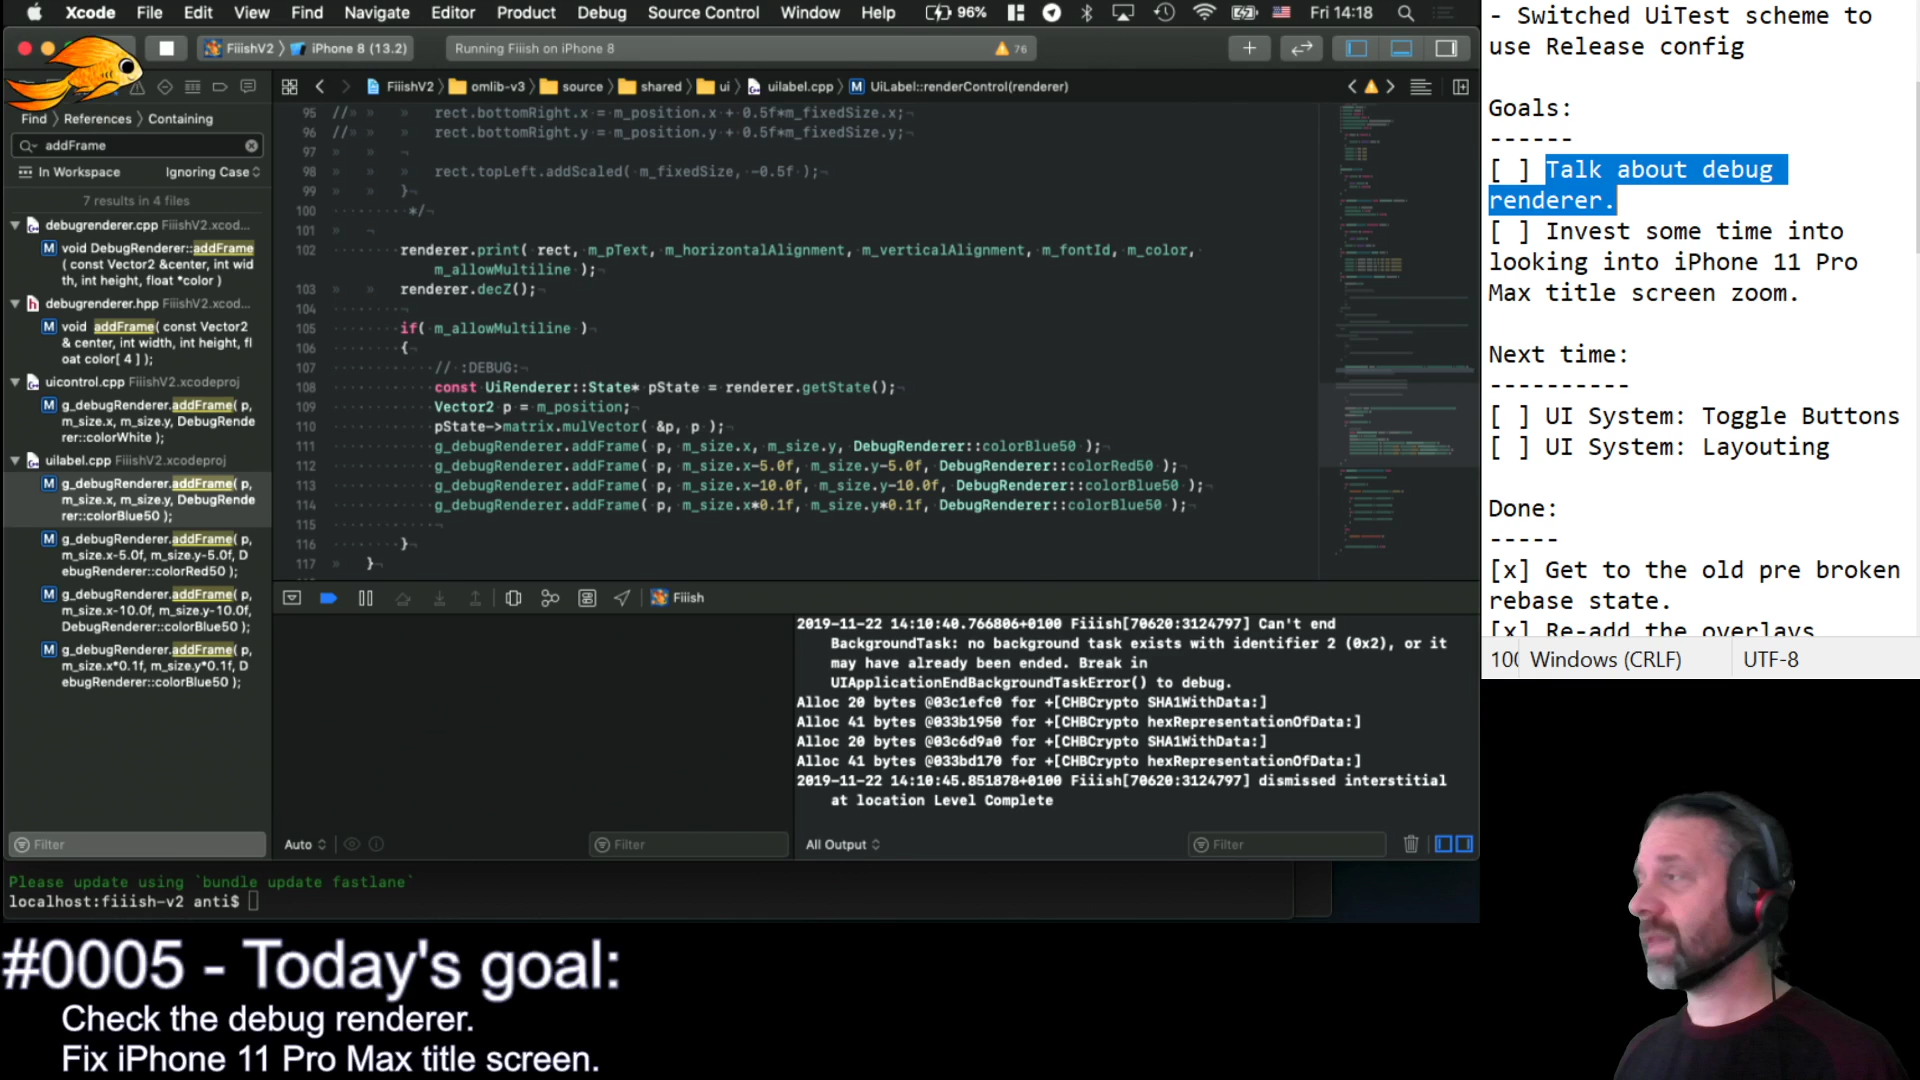 Xcode File Edit View Find Navigate Editor Product Debug Source Control Window Help 96% Fri 14:18
FiiishV2 iPhone 8 (13.2) Running Fiiish on iPhone 8 76
FiiishV2 omlib-v3 source shared ui uilabel.cpp M UiLabel::renderControl(renderer)
Find References Containing
addFrame
In Workspace Ignoring Case
7 results in 4 files
debugrenderer.cpp FiiishV2.xcod...
M void DebugRenderer::addFrame
( const Vector2 &center, int wid
th, int height, float *color )
debugrenderer.hpp FiiishV2.xcod...
M void addFrame( const Vector2
& center, int width, int height, fl
oat color[ 4 ] );
uicontrol.cpp FiiishV2.xcodeproj
M g_debugRenderer.addFrame( p,
m_size.x, m_size.y, DebugRende
rer::colorWhite );
uilabel.cpp FiiishV2.xcodeproj
M g_debugRenderer.addFrame( p,
m_size.x, m_size.y, DebugRende
rer::colorBlue50 );
M g_debugRenderer.addFrame( p,
m_size.x-5.0f, m_size.y-5.0f, D
ebugRenderer::colorRed50 );
M g_debugRenderer.addFrame( p,
m_size.x-10.0f, m_size.y-10.0f,
DebugRenderer::colorBlue50 );
M g_debugRenderer.addFrame( p,
m_size.x*0.1f, m_size.y*0.1f, D
ebugRenderer::colorBlue50 );
Filter
95 // rect.bottomRight.x = m_position.x + 0.5f*m_fixedSize.x;
96 // rect.bottomRight.y = m_position.y + 0.5f*m_fixedSize.y;
97
98 rect.topLeft.addScaled( m_fixedSize, -0.5f );
99 }
100 */
101
102 renderer.print( rect, m_pText, m_horizontalAlignment, m_verticalAlignment, m_fontId, m_color,
m_allowMultiline );
103 renderer.decZ();
104
105 if( m_allowMultiline )
106 {
107 // :DEBUG:
108 const UiRenderer::State* pState = renderer.getState();
109 Vector2 p = m_position;
110 pState->matrix.mulVector( &p, p );
111 g_debugRenderer.addFrame( p, m_size.x, m_size.y, DebugRenderer::colorBlue50 );
112 g_debugRenderer.addFrame( p, m_size.x-5.0f, m_size.y-5.0f, DebugRenderer::colorRed50 );
113 g_debugRenderer.addFrame( p, m_size.x-10.0f, m_size.y-10.0f, DebugRenderer::colorBlue50 );
114 g_debugRenderer.addFrame( p, m_size.x*0.1f, m_size.y*0.1f, DebugRenderer::colorBlue50 );
115
116 }
117 }
Fiiish
2019-11-22 14:10:40.766806+0100 Fiiish[70620:3124797] Can't end
BackgroundTask: no background task exists with identifier 2 (0x2), or it
may have already been ended. Break in
UIApplicationEndBackgroundTaskError() to debug.
Alloc 20 bytes @03c1efc0 for +[CHBCrypto SHA1WithData:]
Alloc 41 bytes @033b1950 for +[CHBCrypto hexRepresentationOfData:]
Alloc 20 bytes @03c6d9a0 for +[CHBCrypto SHA1WithData:]
Alloc 41 bytes @033bd170 for +[CHBCrypto hexRepresentationOfData:]
2019-11-22 14:10:45.851878+0100 Fiiish[70620:3124797] dismissed interstitial
at location Level Complete
Auto Filter All Output Filter
Please update using `bundle update fastlane`
localhost:fiiish-v2 anti$
- Switched UiTest scheme to
use Release config
Goals:
------
[ ] Talk about debug
renderer.
[ ] Invest some time into
looking into iPhone 11 Pro
Max title screen zoom.
Next time:
----------
[ ] UI System: Toggle Buttons
[ ] UI System: Layouting
Done:
-----
[x] Get to the old pre broken
rebase state.
[x] Re-add the overlays
Windows (CRLF) UTF-8
#0005 - Today's goal:
Check the debug renderer.
Fix iPhone 11 Pro Max title screen.